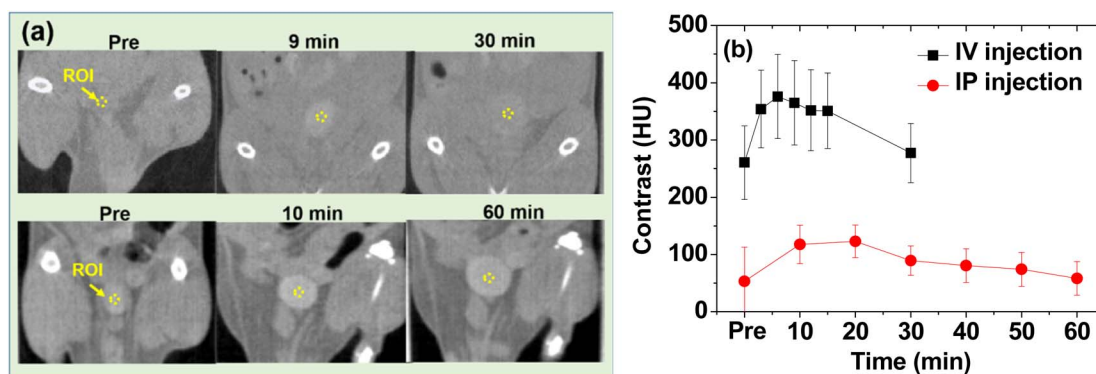 (a)
Pre 9 min 30 min
ROI
Pre 10 min 60 min
ROI
(b)
IV injection
IP injection
Contrast (HU)
500
400
300
200
100
0
Pre 10 20 30 40 50 60
Time (min)